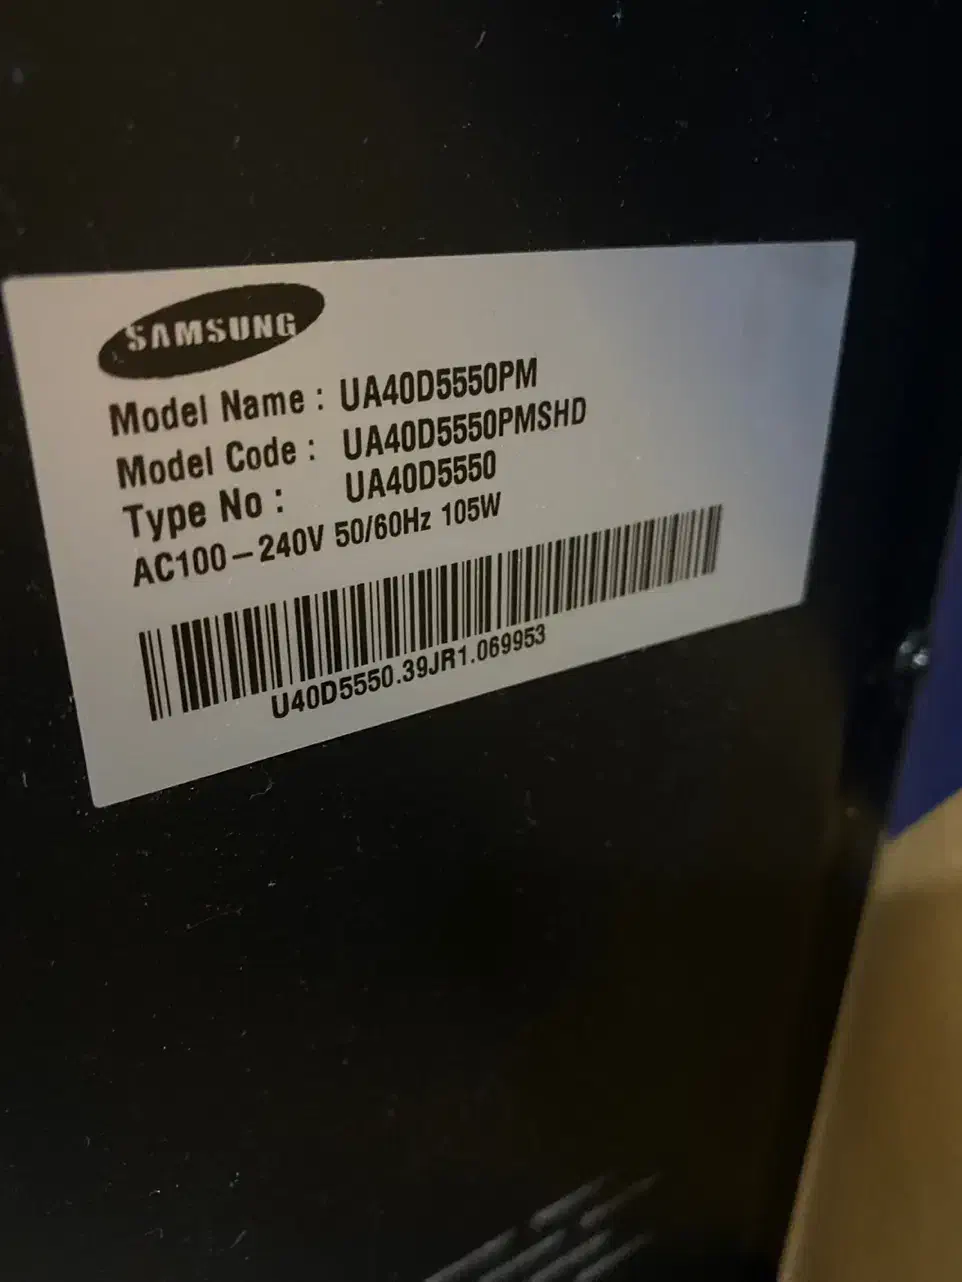 SAMSUNG
Model Name : UA40D5550PM
Model Code : UA40D5550PMSHD
Type No : UA40D5550
AC100-240V 50/60Hz 105W
U40D5550.39JR1.069953